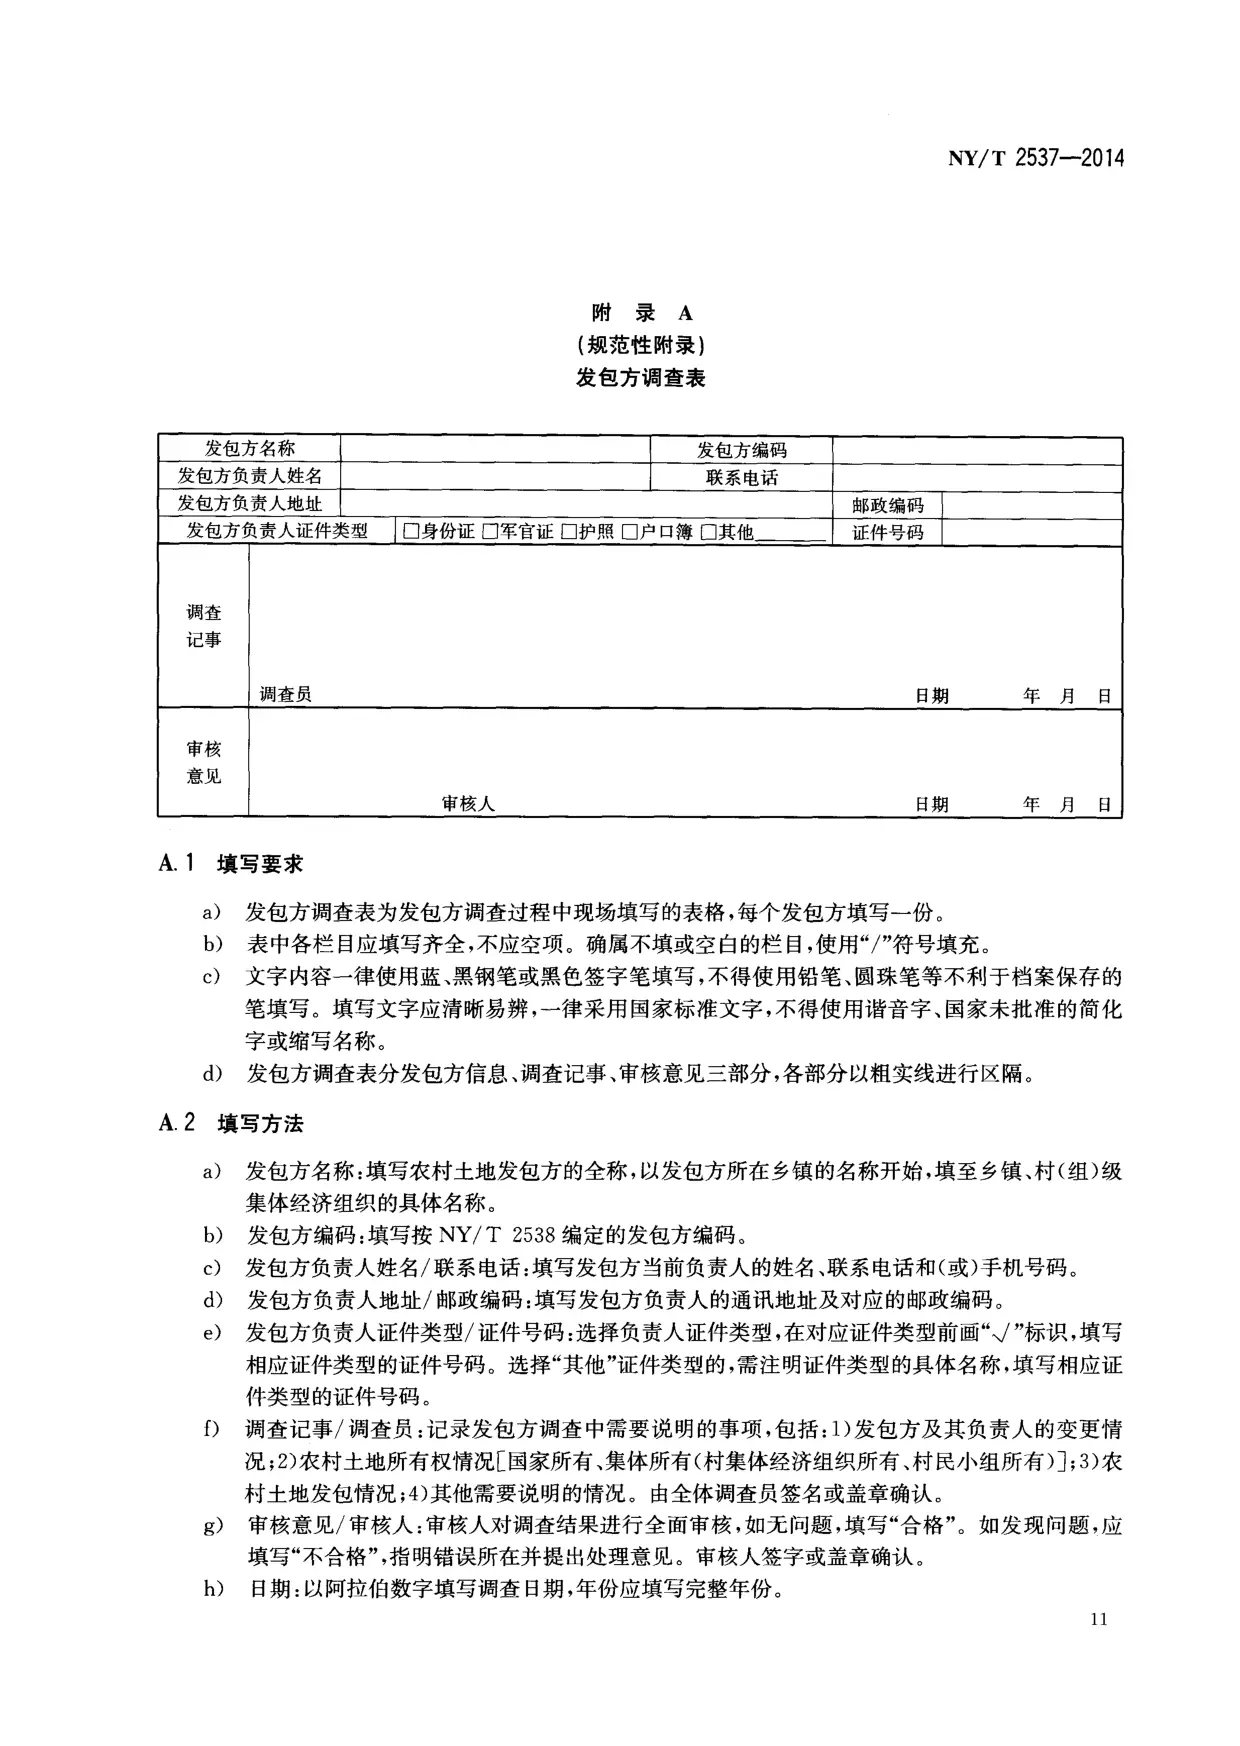 NY/T 2537—2014
附 录 A
(规范性附录)
发包方调查表
发包方名称 发包方编码
发包方负责人姓名 联系电话
发包方负责人地址 邮政编码
发包方负责人证件类型 □身份证 □军官证 □护照 □户口簿 □其他______ 证件号码
调查
记事
调查员 日期 年 月 日
审核
意见
审核人 日期 年 月 日
A.1 填写要求
a) 发包方调查表为发包方调查过程中现场填写的表格,每个发包方填写一份。
b) 表中各栏目应填写齐全,不应空项。确属不填或空白的栏目,使用“/”符号填充。
c) 文字内容一律使用蓝、黑钢笔或黑色签字笔填写,不得使用铅笔、圆珠笔等不利于档案保存的
笔填写。填写文字应清晰易辨,一律采用国家标准文字,不得使用谐音字、国家未批准的简化
字或缩写名称。
d) 发包方调查表分发包方信息、调查记事、审核意见三部分,各部分以粗实线进行区隔。
A.2 填写方法
a) 发包方名称:填写农村土地发包方的全称,以发包方所在乡镇的名称开始,填至乡镇、村(组)级
集体经济组织的具体名称。
b) 发包方编码:填写按 NY/T 2538 编定的发包方编码。
c) 发包方负责人姓名/联系电话:填写发包方当前负责人的姓名、联系电话和(或)手机号码。
d) 发包方负责人地址/邮政编码:填写发包方负责人的通讯地址及对应的邮政编码。
e) 发包方负责人证件类型/证件号码:选择负责人证件类型,在对应证件类型前画“√”标识,填写
相应证件类型的证件号码。选择“其他”证件类型的,需注明证件类型的具体名称,填写相应证
件类型的证件号码。
f) 调查记事/调查员:记录发包方调查中需要说明的事项,包括:1)发包方及其负责人的变更情
况;2)农村土地所有权情况[国家所有、集体所有(村集体经济组织所有、村民小组所有)];3)农
村土地发包情况;4)其他需要说明的情况。由全体调查员签名或盖章确认。
g) 审核意见/审核人:审核人对调查结果进行全面审核,如无问题,填写“合格”。如发现问题,应
填写“不合格”,指明错误所在并提出处理意见。审核人签字或盖章确认。
h) 日期:以阿拉伯数字填写调查日期,年份应填写完整年份。
11